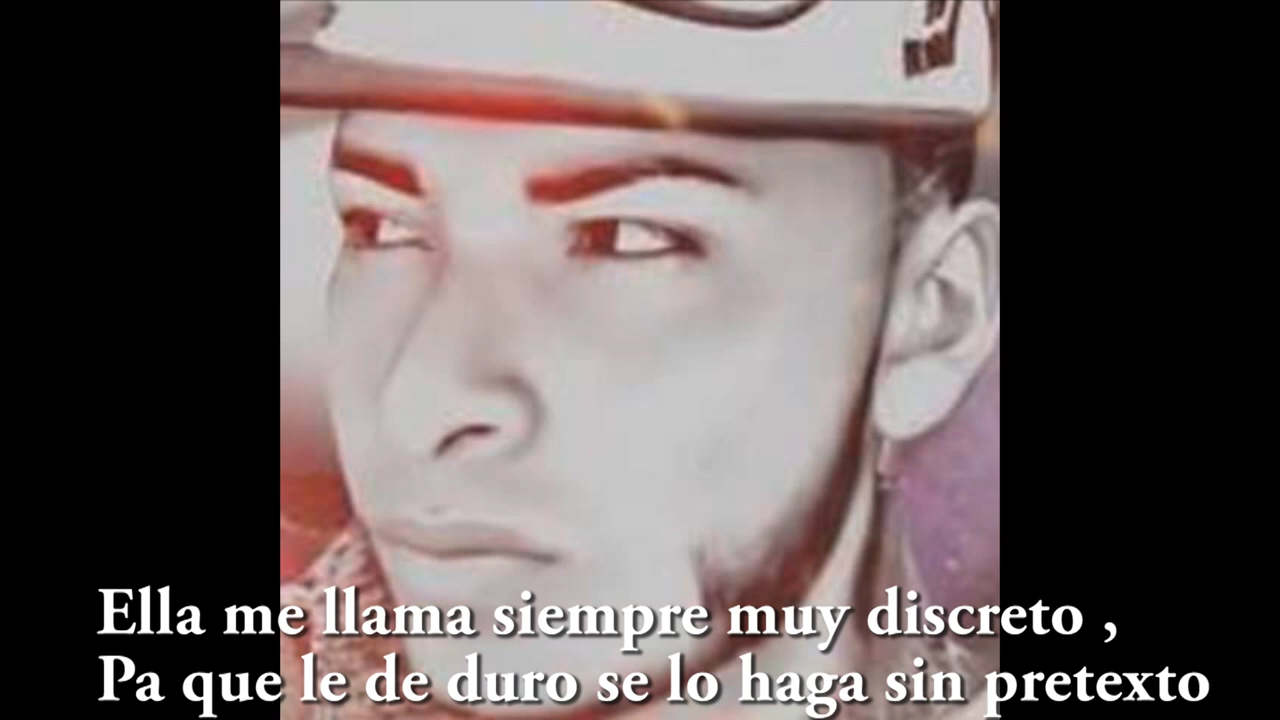 Ella me llama siempre muy discreto ,
Pa que le de duro se lo haga sin pretexto